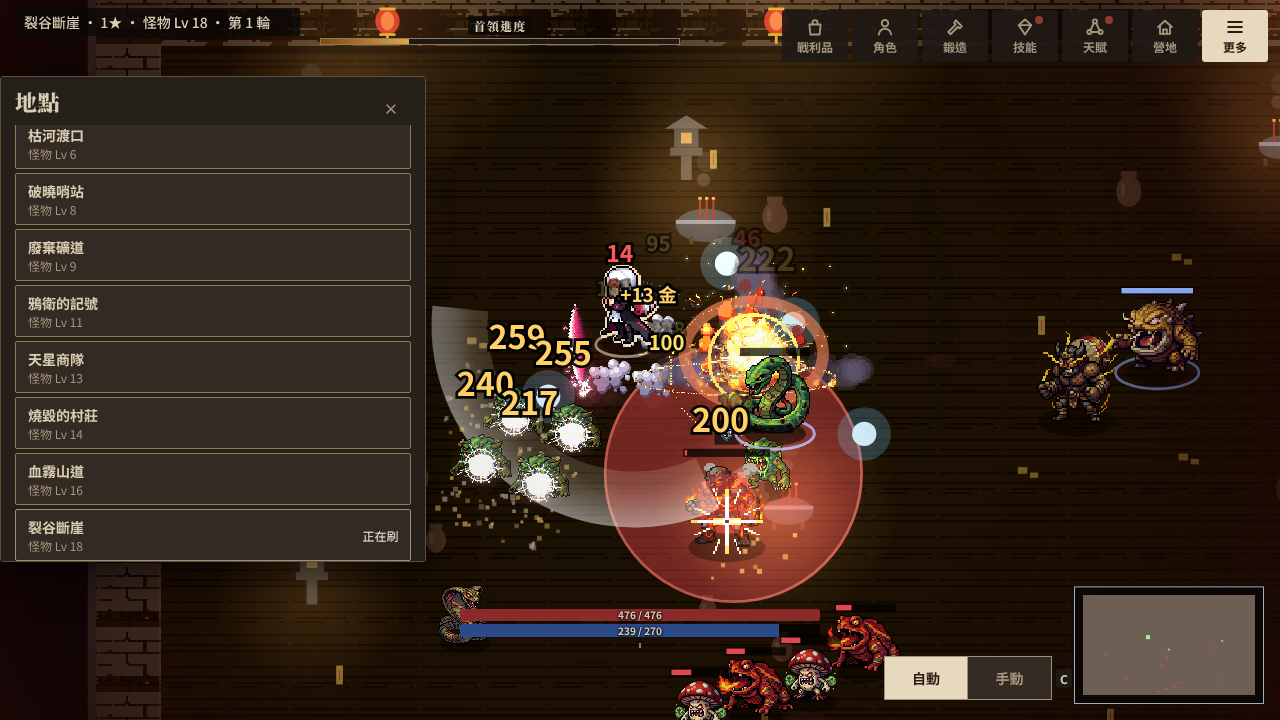 裂谷斷崖 · 1★ · 怪物 Lv 18 · 第 1 輪
首領進度
戰利品
角色
鍛造
技能
天賦
營地
更多
地點
枯河渡口
怪物 Lv 6
破曉哨站
怪物 Lv 8
廢棄礦道
怪物 Lv 9
鴉衛的記號
怪物 Lv 11
天星商隊
怪物 Lv 13
燒毀的村莊
怪物 Lv 14
血霧山道
怪物 Lv 16
裂谷斷崖
怪物 Lv 18
正在刷
14
95
46
222
+13 金
100
259
255
240
217
200
476 / 476
239 / 270
自動
手動
C